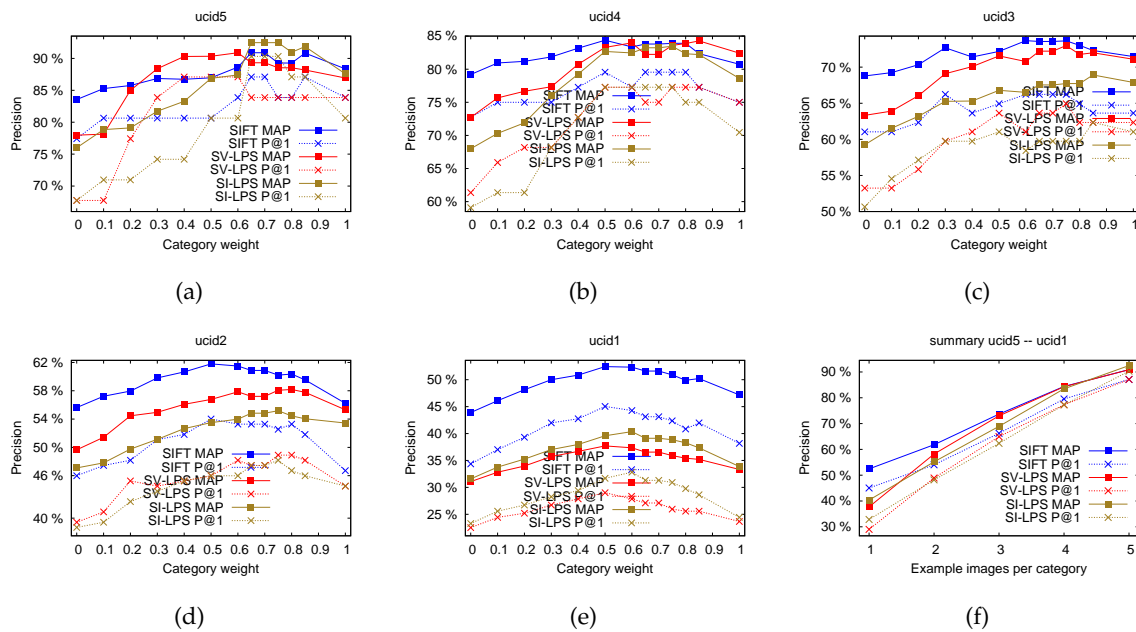 ucid5
Precision
90 %
85 %
80 %
75 %
70 %
SIFT MAP
SIFT P@1
SV-LPS MAP
SV-LPS P@1
SI-LPS MAP
SI-LPS P@1
0 0.1 0.2 0.3 0.4 0.5 0.6 0.7 0.8 0.9 1
Category weight
(a)
ucid4
Precision
85 %
80 %
75 %
70 %
65 %
60 %
SIFT MAP
SIFT P@1
SV-LPS MAP
SV-LPS P@1
SI-LPS MAP
SI-LPS P@1
0 0.1 0.2 0.3 0.4 0.5 0.6 0.7 0.8 0.9 1
Category weight
(b)
ucid3
Precision
70 %
65 %
60 %
55 %
50 %
SIFT MAP
SIFT P@1
SV-LPS MAP
SV-LPS P@1
SI-LPS MAP
SI-LPS P@1
0 0.1 0.2 0.3 0.4 0.5 0.6 0.7 0.8 0.9 1
Category weight
(c)
ucid2
Precision
62 %
58 %
54 %
50 %
46 %
40 %
SIFT MAP
SIFT P@1
SV-LPS MAP
SV-LPS P@1
SI-LPS MAP
SI-LPS P@1
0 0.1 0.2 0.3 0.4 0.5 0.6 0.7 0.8 0.9 1
Category weight
(d)
ucid1
Precision
50 %
45 %
40 %
35 %
30 %
25 %
SIFT MAP
SIFT P@1
SV-LPS MAP
SV-LPS P@1
SI-LPS MAP
SI-LPS P@1
0 0.1 0.2 0.3 0.4 0.5 0.6 0.7 0.8 0.9 1
Category weight
(e)
summary ucid5 -- ucid1
Precision
90 %
80 %
70 %
60 %
50 %
40 %
30 %
SIFT MAP
SIFT P@1
SV-LPS MAP
SV-LPS P@1
SI-LPS MAP
SI-LPS P@1
1 2 3 4 5
Example images per category
(f)